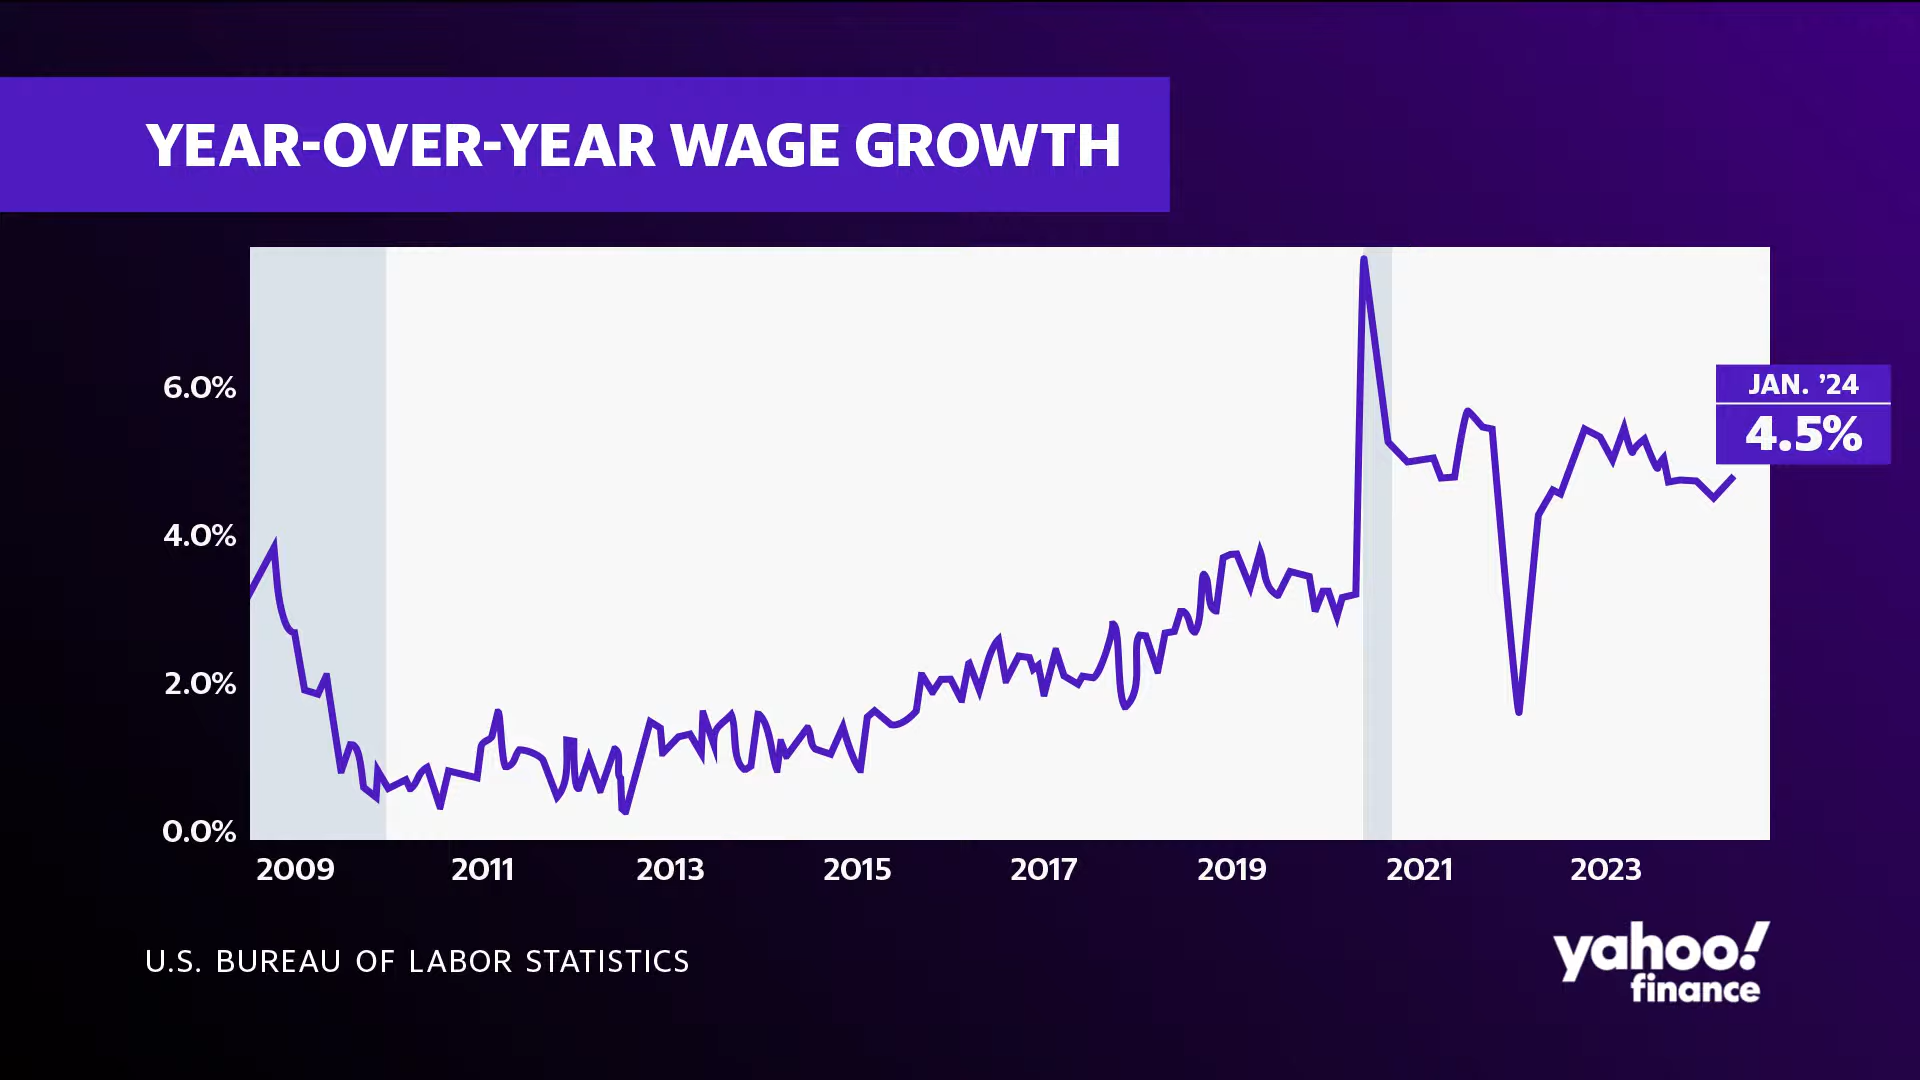 YEAR-OVER-YEAR WAGE GROWTH
6.0%
4.0%
2.0%
0.0%
JAN. ’24
4.5%
2009 2011 2013 2015 2017 2019 2021 2023
U.S. BUREAU OF LABOR STATISTICS
yahoo!
finance